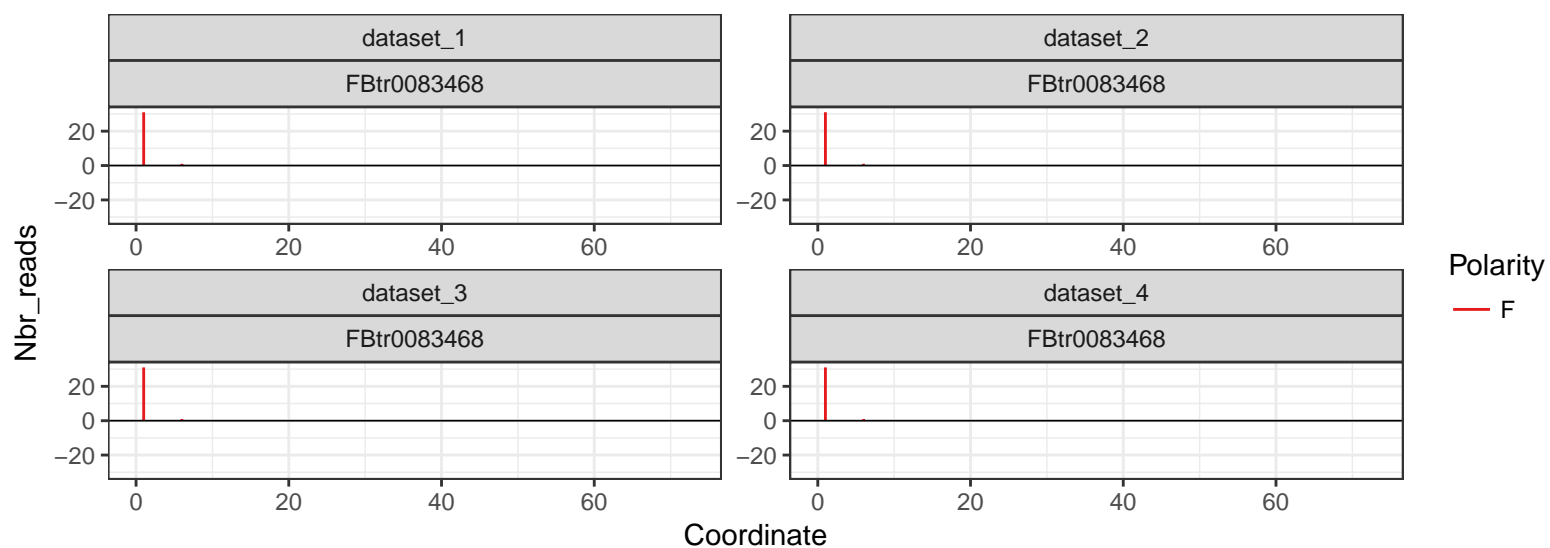 dataset_1
dataset_2
FBtr0083468
FBtr0083468
20
0
−20
20
0
−20
0 20 40 60
0 20 40 60
dataset_3
dataset_4
FBtr0083468
FBtr0083468
20
0
−20
20
0
−20
0 20 40 60
0 20 40 60
Nbr_reads
Coordinate
Polarity
F